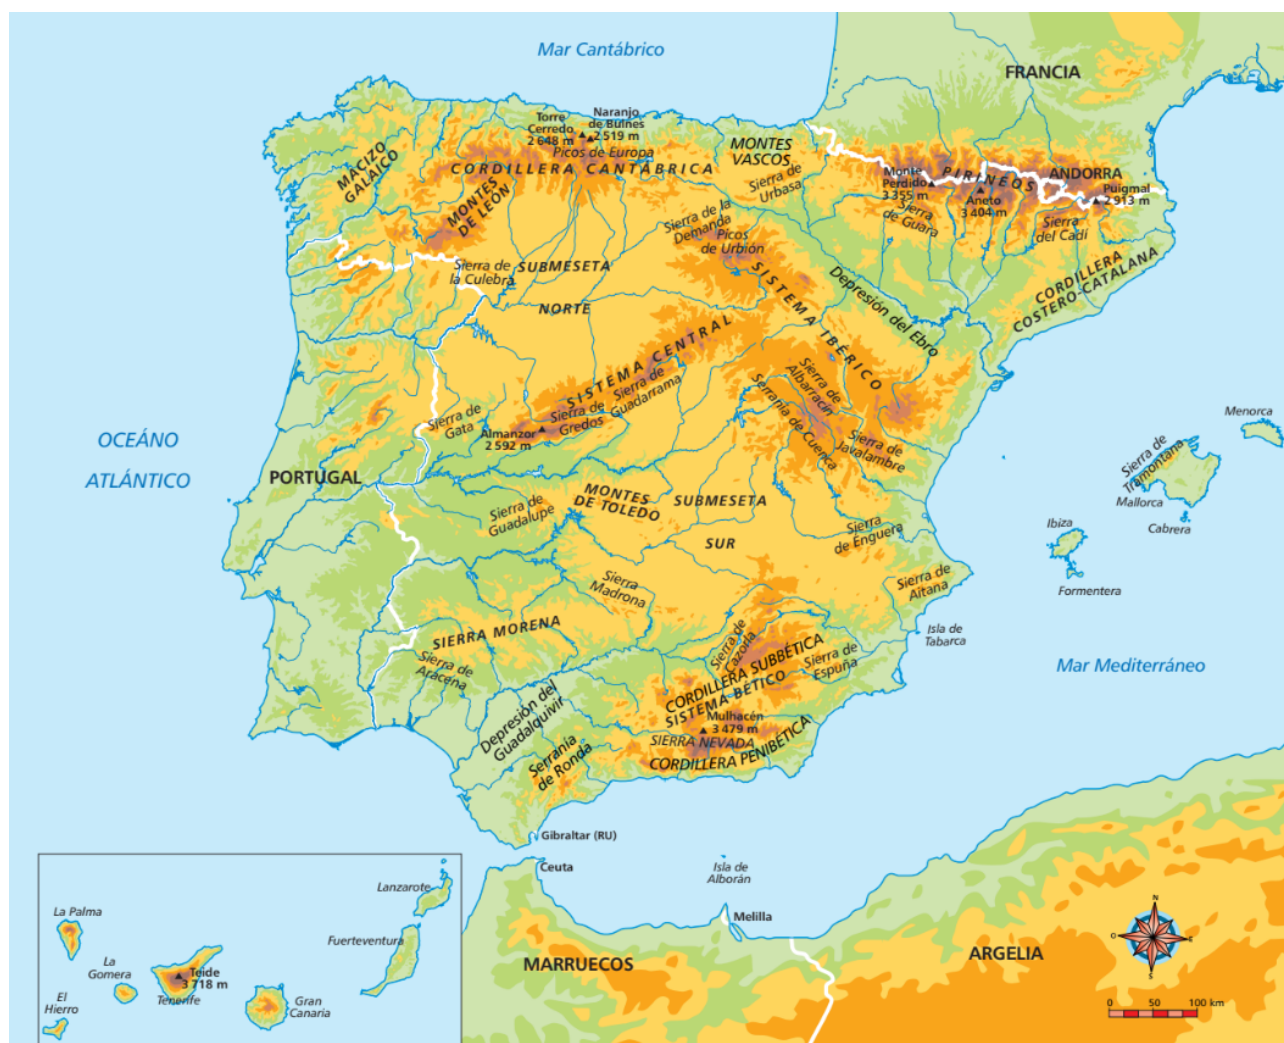 Mar Cantábrico
FRANCIA
Torre
Cerredo
2 648 m
Naranjo
de Bulnes
2 519 m
Picos de Europa
MACIZO
GALAICO
CORDILLERA CANTÁBRICA
MONTES
VASCOS
Sierra de
Urbasa
MONTES
DE LEÓN
Monte
Perdido
3 355 m
PIRINEOS
ANDORRA
Aneto
3 404 m
Puigmal
2 913 m
Sierra
de Guara
Sierra
del Cadí
Sierra de la
Demanda
Picos
de Urbión
Sierra de
la Culebra
SUBMESETA
NORTE
SISTEMA IBÉRICO
Depresión del Ebro
CORDILLERA
COSTERO-CATALANA
SISTEMA CENTRAL
Sierra de
Guadarrama
Sierra de
Gredos
Almanzor
2 592 m
Sierra de
Gata
Sierra de
Albarracín
Serranía de Cuenca
Sierra de
Javalambre
OCEÁNO
ATLÁNTICO
PORTUGAL
Menorca
Sierra de
Tramontana
Mallorca
Cabrera
Ibiza
Formentera
Sierra de
Guadalupe
MONTES
DE TOLEDO
SUBMESETA
SUR
Sierra
de Enguera
Sierra de
Aitana
Sierra
Madrona
SIERRA MORENA
Sierra de
Aracena
Isla de
Tabarca
Mar Mediterráneo
Sierra de
Cazorla
CORDILLERA SUBBÉTICA
SISTEMA BÉTICO
Sierra de
Espuña
Depresión del
Guadalquivir
Mulhacén
3 479 m
SIERRA NEVADA
CORDILLERA PENIBÉTICA
Serranía
de Ronda
Gibraltar (RU)
Ceuta
Isla de
Alborán
Melilla
MARRUECOS
ARGELIA
Lanzarote
La Palma
Fuerteventura
La
Gomera
Teide
3 718 m
Tenerife
El
Hierro
Gran
Canaria
N
O
E
S
0 50 100 km